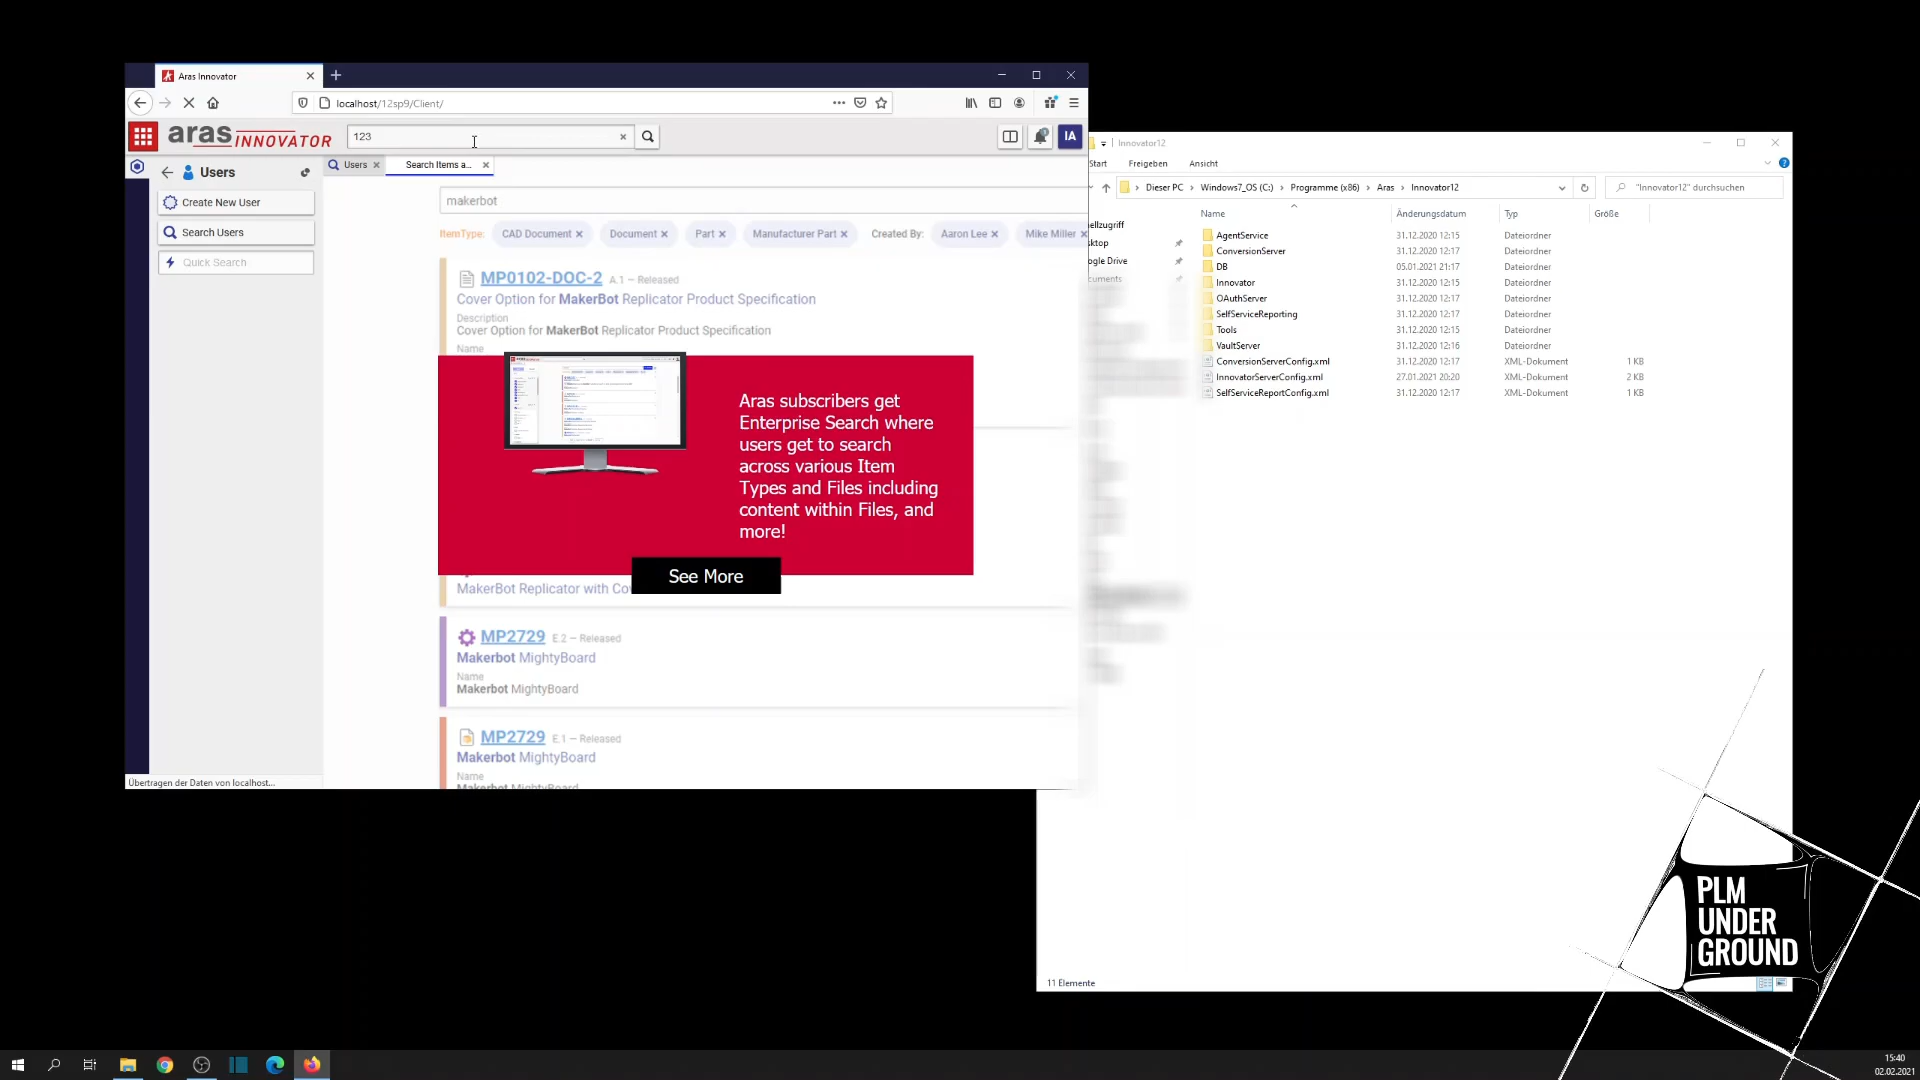 Aras Innovator
localhost/12sp9/Client/
aras INNOVATOR
123
IA
Users
Create New User
Search Users
Quick Search
Users
Search Items a...
makerbot
ItemType:
CAD Document
Document
Part
Manufacturer Part
Created By:
Aaron Lee
Mike Miller
MP0102-DOC-2 A.1 – Released
Cover Option for MakerBot Replicator Product Specification
Description
Cover Option for MakerBot Replicator Product Specification
Name
Aras subscribers get
Enterprise Search where
users get to search
across various Item
Types and Files including
content within Files, and
more!
See More
MakerBot Replicator with Co
MP2729 E.2 – Released
Makerbot MightyBoard
Name
Makerbot MightyBoard
MP2729 E.1 – Released
Makerbot MightyBoard
Name
Makerbot MightyBoard
Übertragen der Daten von localhost...
Innovator12
Start
Freigeben
Ansicht
Dieser PC > Windows7_OS (C:) > Programme (x86) > Aras > Innovator12
"Innovator12" durchsuchen
ellzugriff
sktop
ogle Drive
cuments
Name Änderungsdatum Typ Größe
AgentService 31.12.2020 12:15 Dateiordner
ConversionServer 31.12.2020 12:17 Dateiordner
DB 05.01.2021 21:17 Dateiordner
Innovator 31.12.2020 12:15 Dateiordner
OAuthServer 31.12.2020 12:17 Dateiordner
SelfServiceReporting 31.12.2020 12:17 Dateiordner
Tools 31.12.2020 12:15 Dateiordner
VaultServer 31.12.2020 12:16 Dateiordner
ConversionServerConfig.xml 31.12.2020 12:17 XML-Dokument 1 KB
InnovatorServerConfig.xml 27.01.2021 20:20 XML-Dokument 2 KB
SelfServiceReportConfig.xml 31.12.2020 12:17 XML-Dokument 1 KB
11 Elemente
PLM
UNDER
GROUND
15:40
02.02.2021